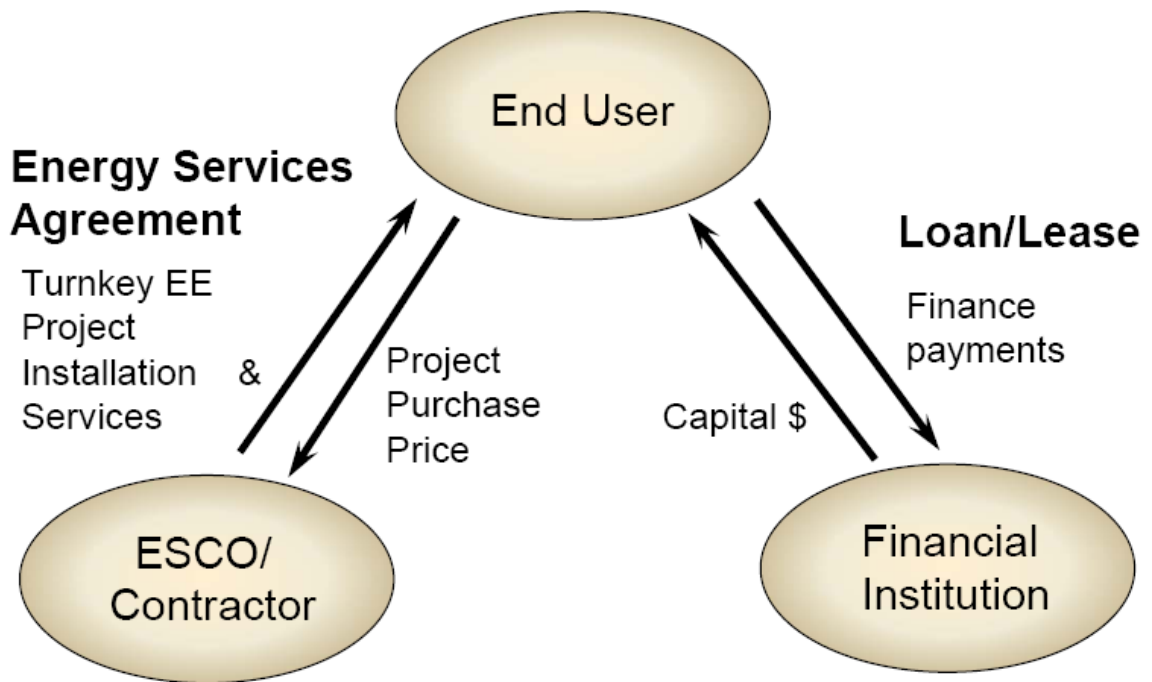 End User
Energy Services
Agreement
Turnkey EE
Project
Installation &
Services
Project
Purchase
Price
Loan/Lease
Finance
payments
Capital $
ESCO/
Contractor
Financial
Institution